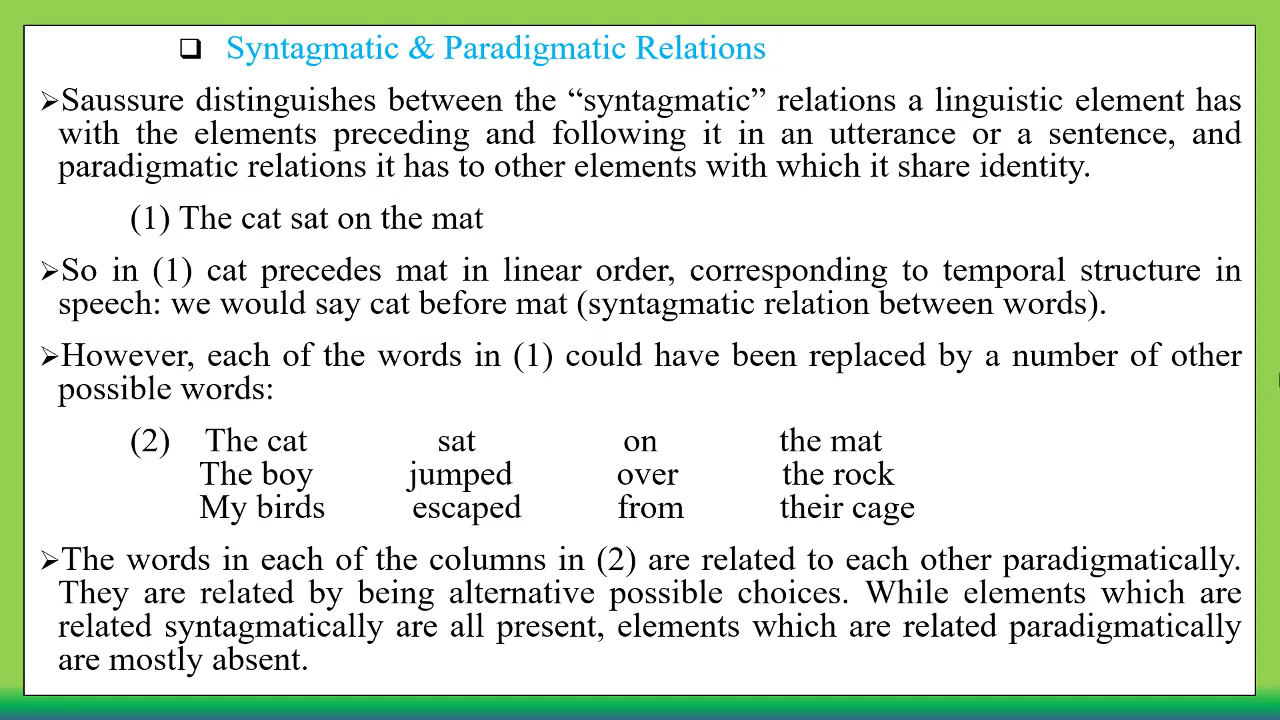 ❑ Syntagmatic & Paradigmatic Relations
➢Saussure distinguishes between the “syntagmatic” relations a linguistic element has
with the elements preceding and following it in an utterance or a sentence, and
paradigmatic relations it has to other elements with which it share identity.
(1) The cat sat on the mat
➢So in (1) cat precedes mat in linear order, corresponding to temporal structure in
speech: we would say cat before mat (syntagmatic relation between words).
➢However, each of the words in (1) could have been replaced by a number of other
possible words:
(2) The cat sat on the mat
The boy jumped over the rock
My birds escaped from their cage
➢The words in each of the columns in (2) are related to each other paradigmatically.
They are related by being alternative possible choices. While elements which are
related syntagmatically are all present, elements which are related paradigmatically
are mostly absent.